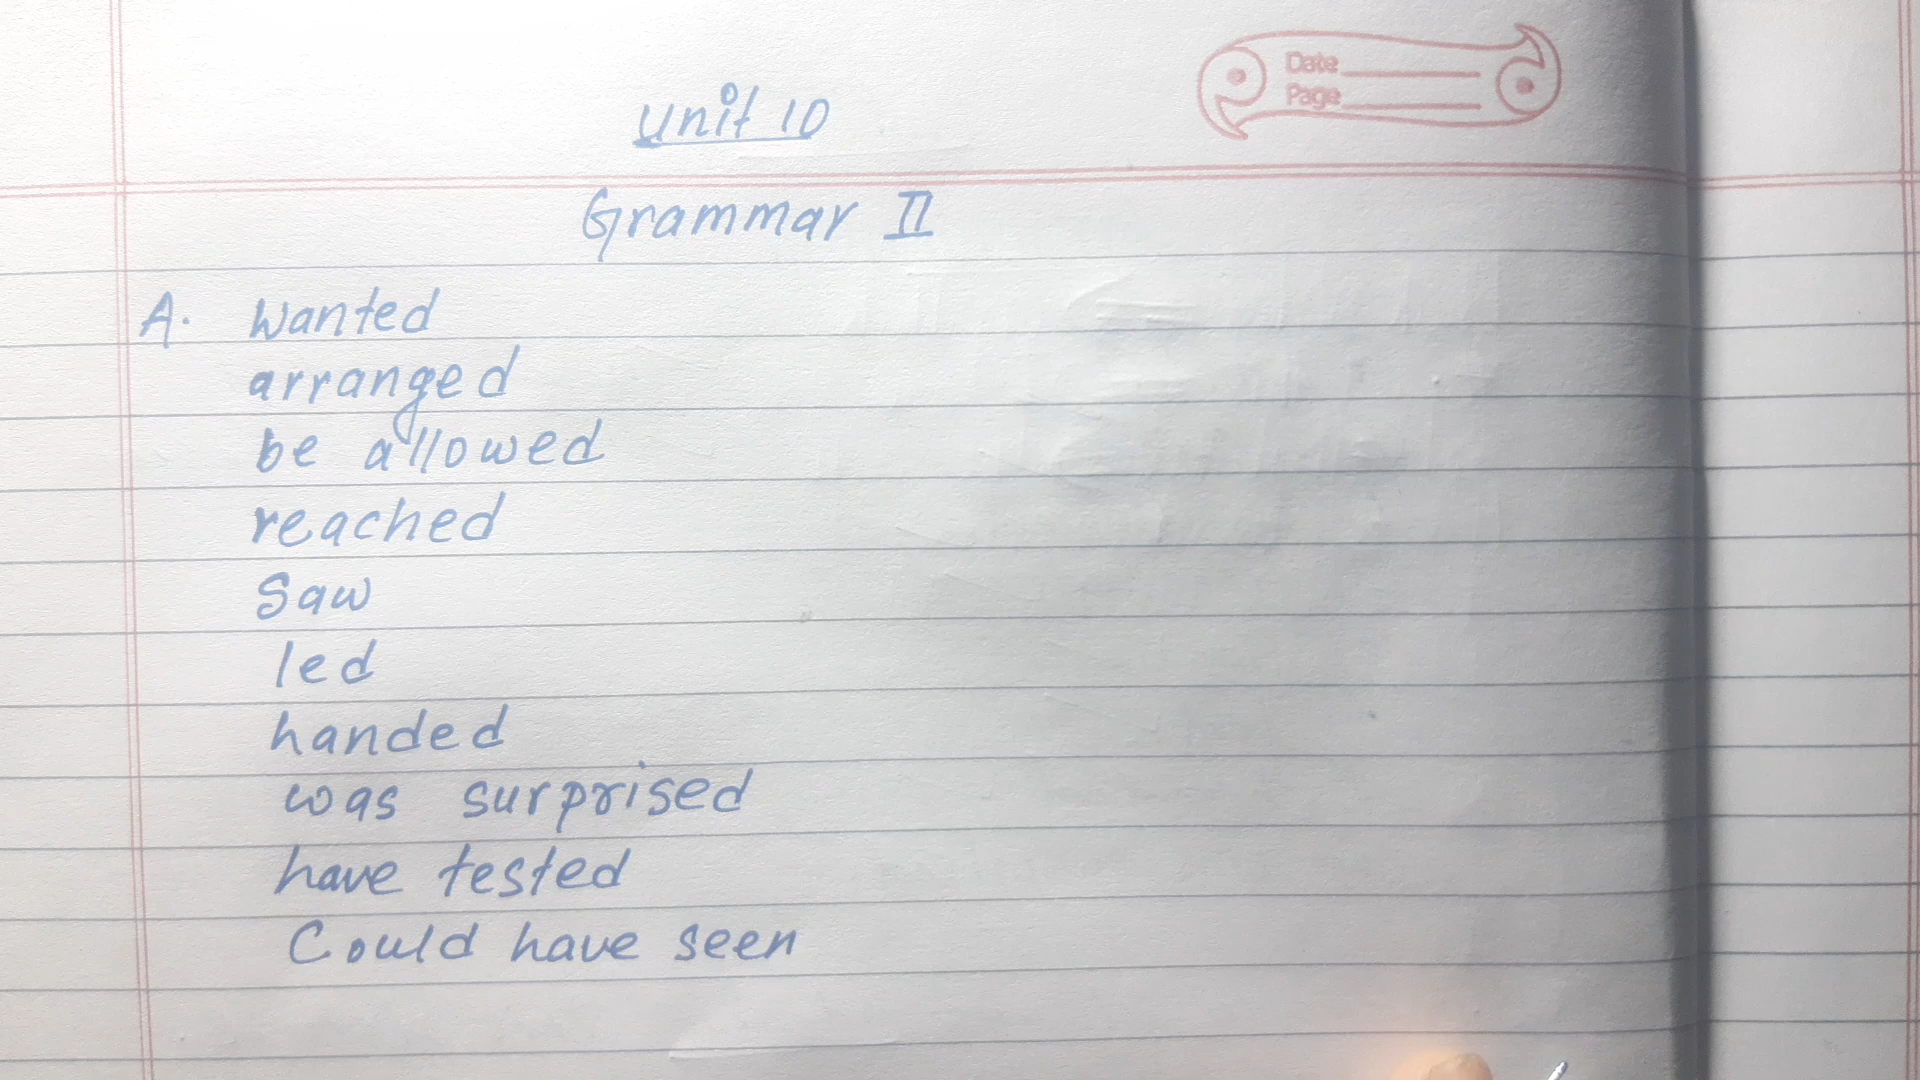 Date
Page
Unit 10
Grammar II
A. Wanted
arranged
be allowed
reached
Saw
led
handed
was surprised
have tested
Could have seen